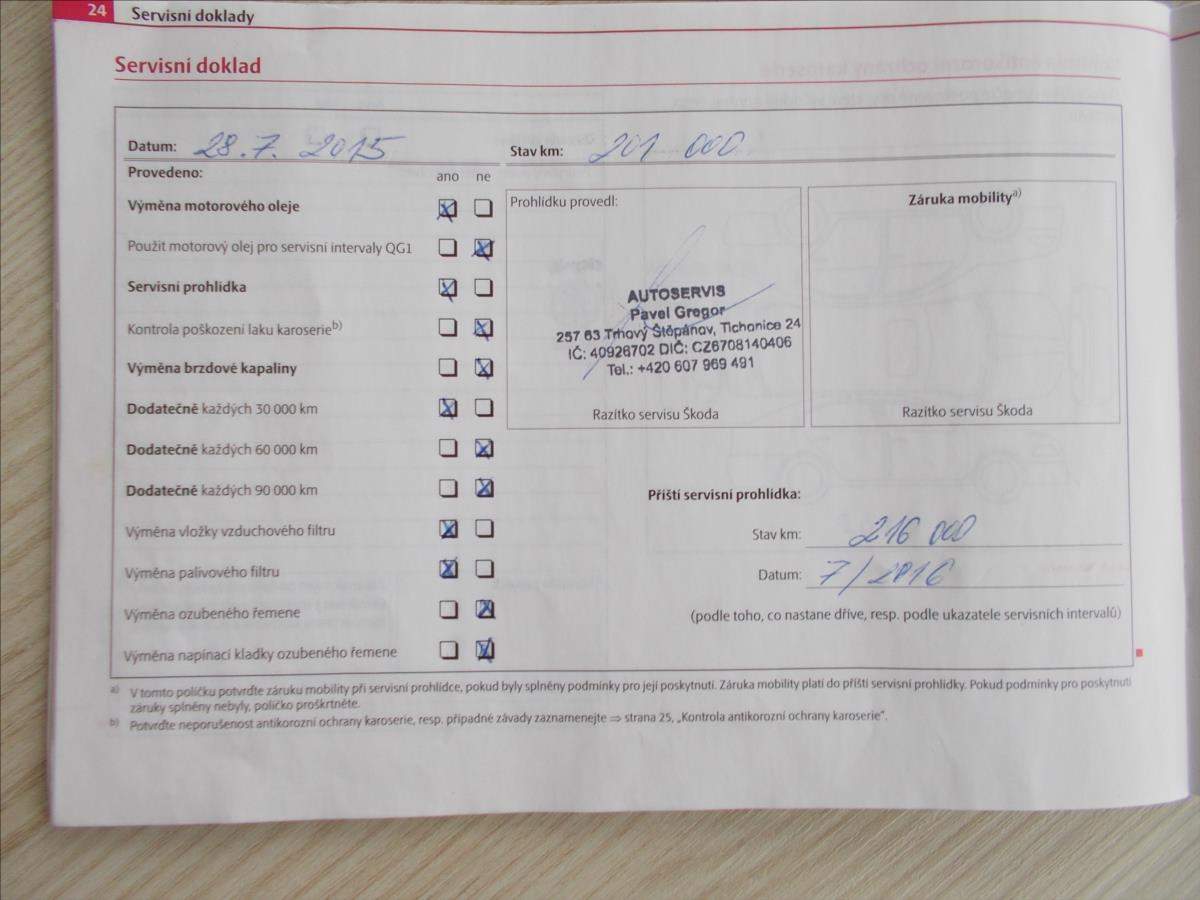 24 Servisní doklady
Servisní doklad
Datum: 28.7. 2015 Stav km: 201 000
Provedeno: ano ne
Výměna motorového oleje
Použit motorový olej pro servisní intervaly QG1
Servisní prohlídka
Kontrola poškození laku karoserie b)
Výměna brzdové kapaliny
Dodatečně každých 30 000 km
Dodatečně každých 60 000 km
Dodatečně každých 90 000 km
Výměna vložky vzduchového filtru
Výměna palivového filtru
Výměna ozubeného řemene
Výměna napínací kladky ozubeného řemene
Prohlídku provedl:
AUTOSERVIS
Pavel Gregor
257 63 Trhový Štěpánov, Tichonice 24
IČ: 40926702 DIČ: CZ6708140406
Tel.: +420 607 969 491
Razítko servisu Škoda
Záruka mobility a)
Razítko servisu Škoda
Příští servisní prohlídka:
Stav km: 216 000
Datum: 7/2016
(podle toho, co nastane dříve, resp. podle ukazatele servisních intervalů)
a) V tomto políčku potvrďte záruku mobility při servisní prohlídce, pokud byly splněny podmínky pro její poskytnutí. Záruka mobility platí do příští servisní prohlídky. Pokud podmínky pro poskytnutí
záruky splněny nebyly, políčko proškrtněte.
b) Potvrďte neporušenost antikorozní ochrany karoserie, resp. případné závady zaznamenejte ⇒ strana 25, „Kontrola antikorozní ochrany karoserie“.